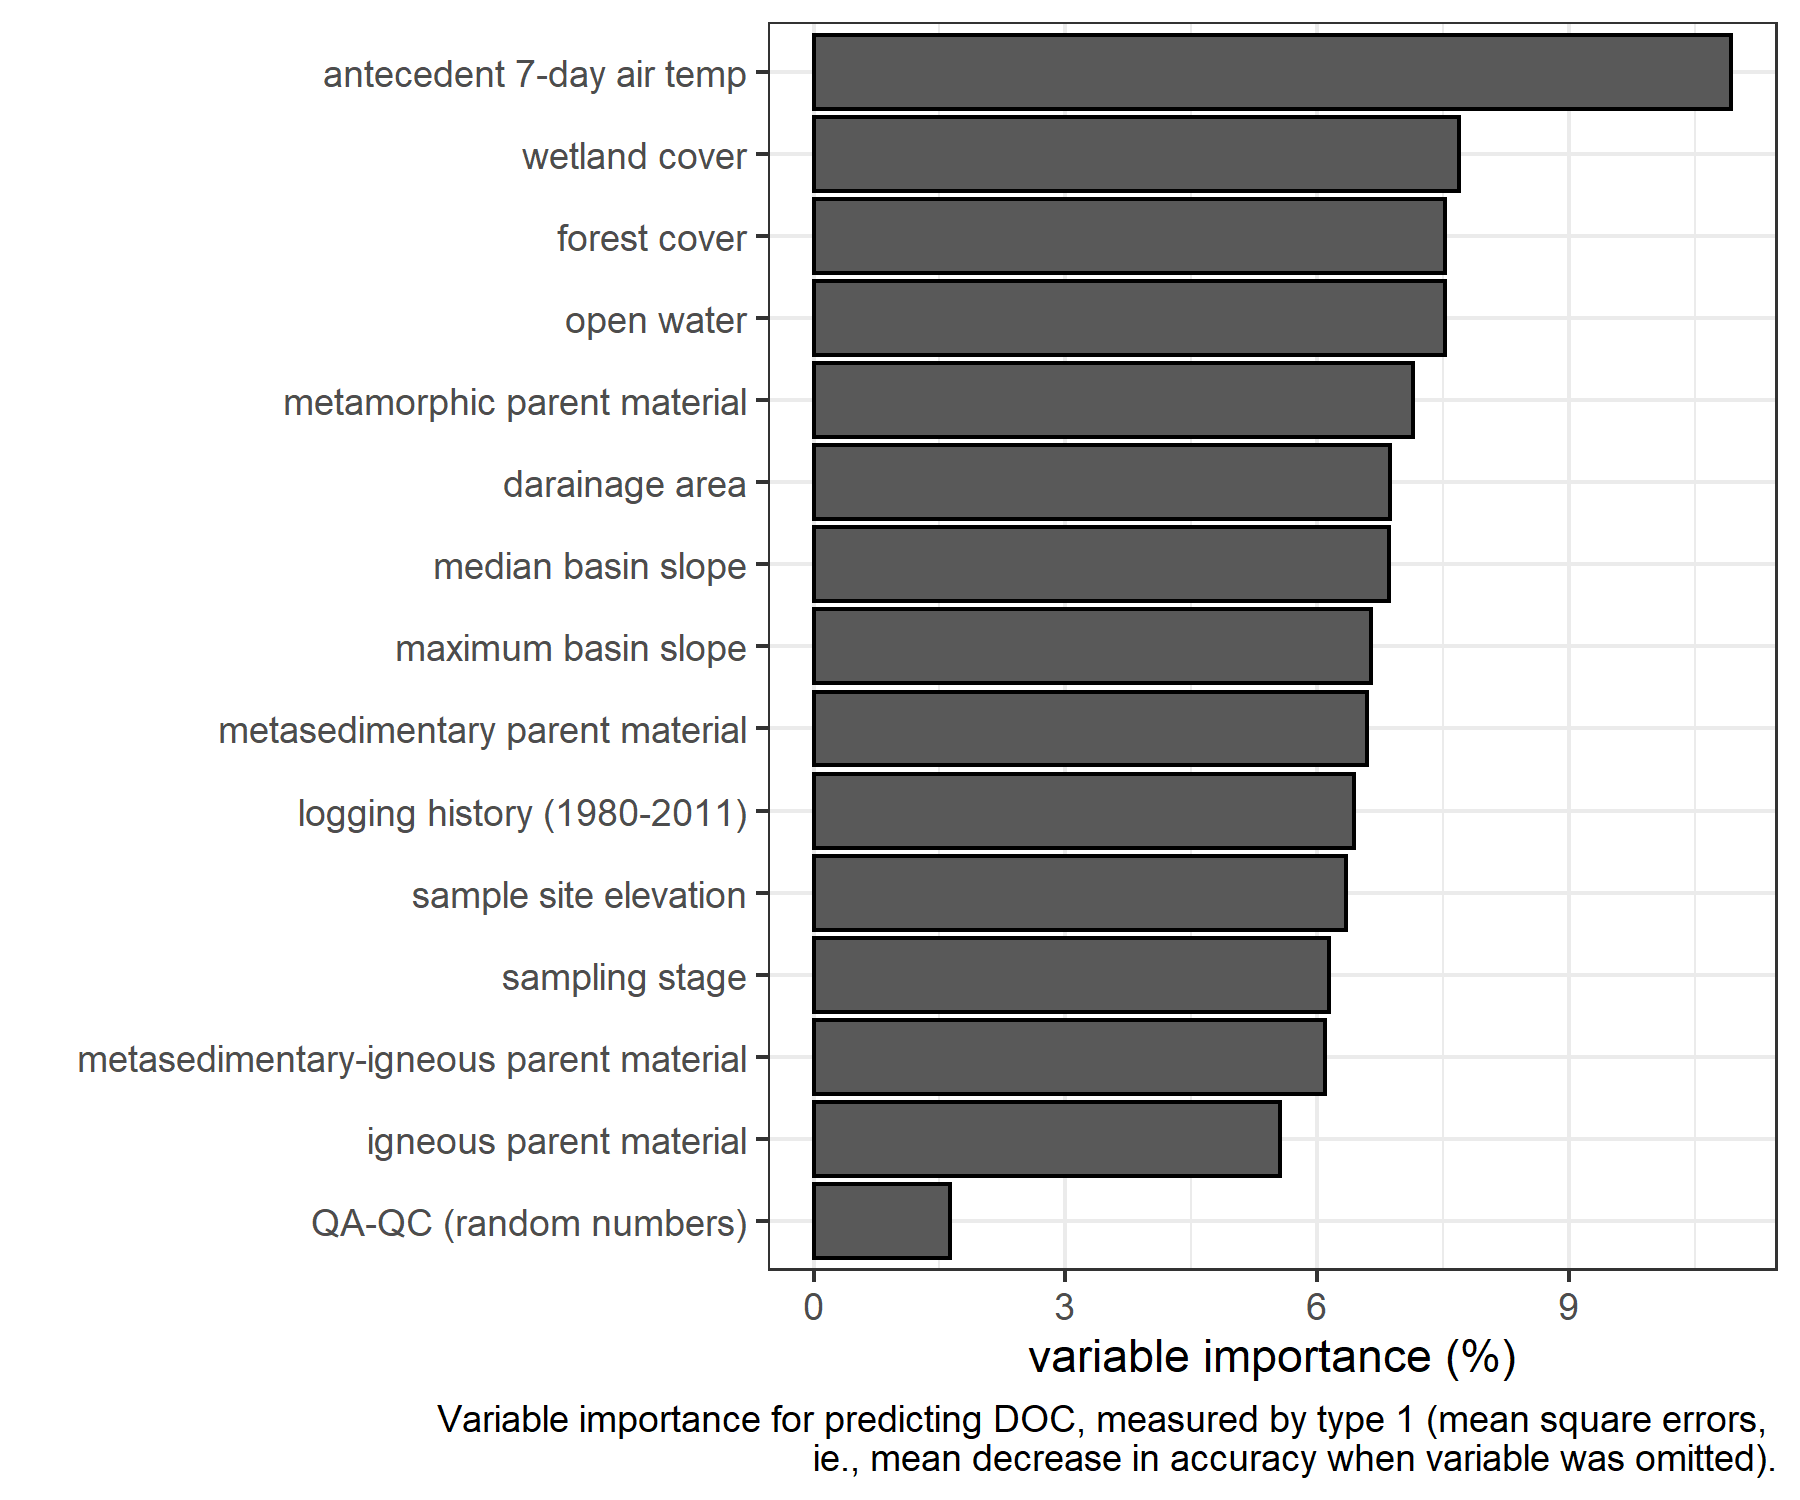 antecedent 7-day air temp
wetland cover
forest cover
open water
metamorphic parent material
darainage area
median basin slope
maximum basin slope
metasedimentary parent material
logging history (1980-2011)
sample site elevation
sampling stage
metasedimentary-igneous parent material
igneous parent material
QA-QC (random numbers)
0 3 6 9
variable importance (%)
Variable importance for predicting DOC, measured by type 1 (mean square errors,
ie., mean decrease in accuracy when variable was omitted).